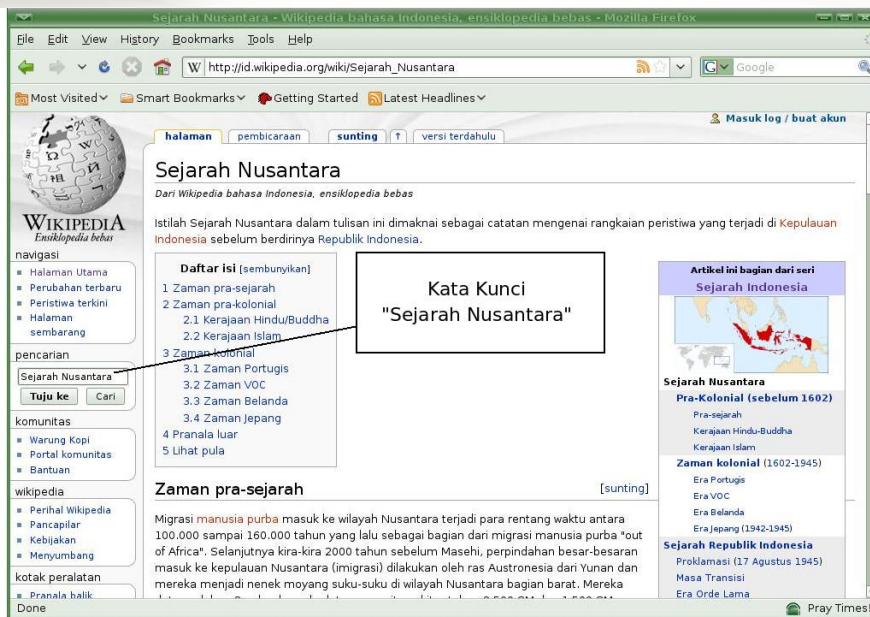 Sejarah Nusantara - Wikipedia bahasa Indonesia, ensiklopedia bebas - Mozilla Firefox
File Edit View History Bookmarks Tools Help
W http://id.wikipedia.org/wiki/Sejarah_Nusantara
G Google
Most Visited Smart Bookmarks Getting Started Latest Headlines
Masuk log / buat akun
halaman pembicaraan sunting ↑ versi terdahulu
WIKIPEDIA
Ensiklopedia bebas
navigasi
Halaman Utama
Perubahan terbaru
Peristiwa terkini
Halaman
sembarang
pencarian
Sejarah Nusantara
Tuju ke Cari
komunitas
Warung Kopi
Portal komunitas
Bantuan
wikipedia
Perihal Wikipedia
Pancapilar
Kebijakan
Menyumbang
kotak peralatan
Pranala balik
Sejarah Nusantara
Dari Wikipedia bahasa Indonesia, ensiklopedia bebas
Istilah Sejarah Nusantara dalam tulisan ini dimaknai sebagai catatan mengenai rangkaian peristiwa yang terjadi di Kepulauan
Indonesia sebelum berdirinya Republik Indonesia.
Daftar isi [sembunyikan]
1 Zaman pra-sejarah
2 Zaman pra-kolonial
2.1 Kerajaan Hindu/Buddha
2.2 Kerajaan Islam
3 Zaman kolonial
3.1 Zaman Portugis
3.2 Zaman VOC
3.3 Zaman Belanda
3.4 Zaman Jepang
4 Pranala luar
5 Lihat pula
Kata Kunci
"Sejarah Nusantara"
Zaman pra-sejarah [sunting]
Migrasi manusia purba masuk ke wilayah Nusantara terjadi para rentang waktu antara
100.000 sampai 160.000 tahun yang lalu sebagai bagian dari migrasi manusia purba "out
of Africa". Selanjutnya kira-kira 2000 tahun sebelum Masehi, perpindahan besar-besaran
masuk ke kepulauan Nusantara (imigrasi) dilakukan oleh ras Austronesia dari Yunan dan
mereka menjadi nenek moyang suku-suku di wilayah Nusantara bagian barat. Mereka
Artikel ini bagian dari seri
Sejarah Indonesia
Sejarah Nusantara
Pra-Kolonial (sebelum 1602)
Pra-sejarah
Kerajaan Hindu-Buddha
Kerajaan Islam
Zaman kolonial (1602-1945)
Era Portugis
Era VOC
Era Belanda
Era Jepang (1942-1945)
Sejarah Republik Indonesia
Proklamasi (17 Agustus 1945)
Masa Transisi
Era Orde Lama
Done
Pray Times!